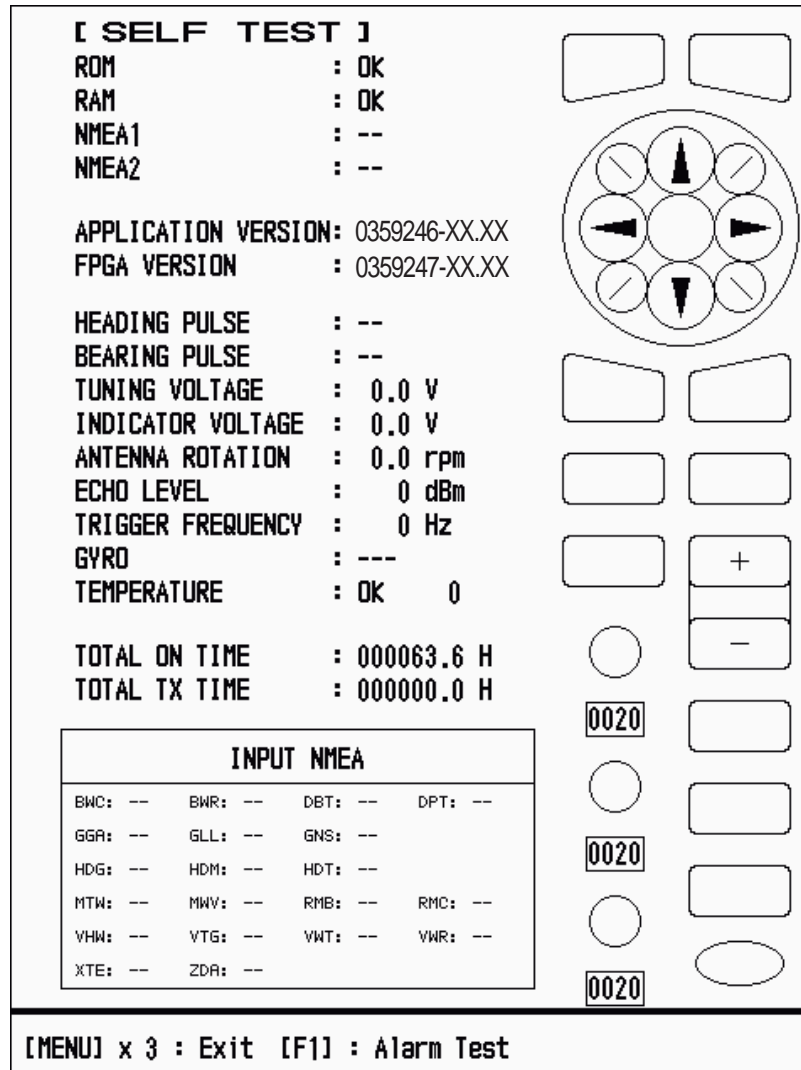 [ SELF TEST ]
ROM : OK
RAM : OK
NMEA1 : --
NMEA2 : --
APPLICATION VERSION: 0359246-XX.XX
FPGA VERSION : 0359247-XX.XX
HEADING PULSE : --
BEARING PULSE : --
TUNING VOLTAGE : 0.0 V
INDICATOR VOLTAGE : 0.0 V
ANTENNA ROTATION : 0.0 rpm
ECHO LEVEL : 0 dBm
TRIGGER FREQUENCY : 0 Hz
GYRO : ---
TEMPERATURE : OK 0
TOTAL ON TIME : 000063.6 H
TOTAL TX TIME : 000000.0 H
INPUT NMEA
BWC: -- BWR: -- DBT: -- DPT: --
GGA: -- GLL: -- GNS: --
HDG: -- HDM: -- HDT: --
MTW: -- MWV: -- RMB: -- RMC: --
VHW: -- VTG: -- VWT: -- VWR: --
XTE: -- ZDA: --
+
−
0020
0020
0020
[MENU] x 3 : Exit [F1] : Alarm Test